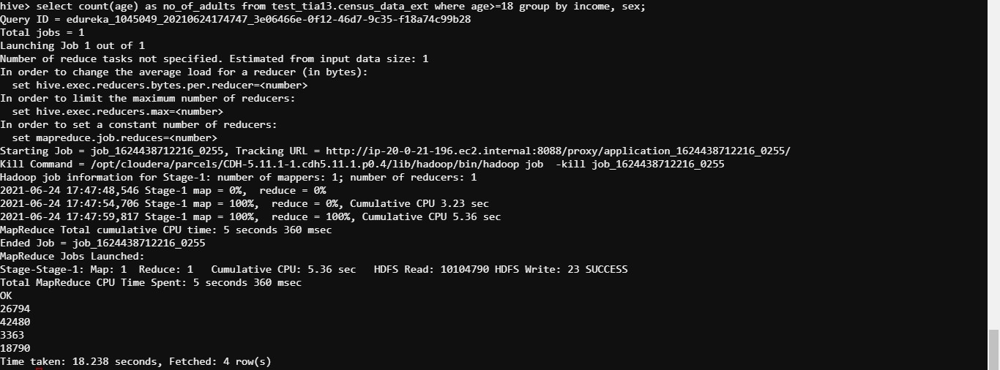 hive> select count(age) as no_of_adults from test_tia13.census_data_ext where age>=18 group by income, sex;
Query ID = edureka_1045049_20210624174747_3e06466e-0f12-46d7-9c35-f18a74c99b28
Total jobs = 1
Launching Job 1 out of 1
Number of reduce tasks not specified. Estimated from input data size: 1
In order to change the average load for a reducer (in bytes):
  set hive.exec.reducers.bytes.per.reducer=<number>
In order to limit the maximum number of reducers:
  set hive.exec.reducers.max=<number>
In order to set a constant number of reducers:
  set mapreduce.job.reduces=<number>
Starting Job = job_1624438712216_0255, Tracking URL = http://ip-20-0-21-196.ec2.internal:8088/proxy/application_1624438712216_0255/
Kill Command = /opt/cloudera/parcels/CDH-5.11.1-1.cdh5.11.1.p0.4/lib/hadoop/bin/hadoop job  -kill job_1624438712216_0255
Hadoop job information for Stage-1: number of mappers: 1; number of reducers: 1
2021-06-24 17:47:48,546 Stage-1 map = 0%,  reduce = 0%
2021-06-24 17:47:54,706 Stage-1 map = 100%,  reduce = 0%, Cumulative CPU 3.23 sec
2021-06-24 17:47:59,817 Stage-1 map = 100%,  reduce = 100%, Cumulative CPU 5.36 sec
MapReduce Total cumulative CPU time: 5 seconds 360 msec
Ended Job = job_1624438712216_0255
MapReduce Jobs Launched:
Stage-Stage-1: Map: 1  Reduce: 1   Cumulative CPU: 5.36 sec   HDFS Read: 10104790 HDFS Write: 23 SUCCESS
Total MapReduce CPU Time Spent: 5 seconds 360 msec
OK
26794
42480
3363
18790
Time taken: 18.238 seconds, Fetched: 4 row(s)